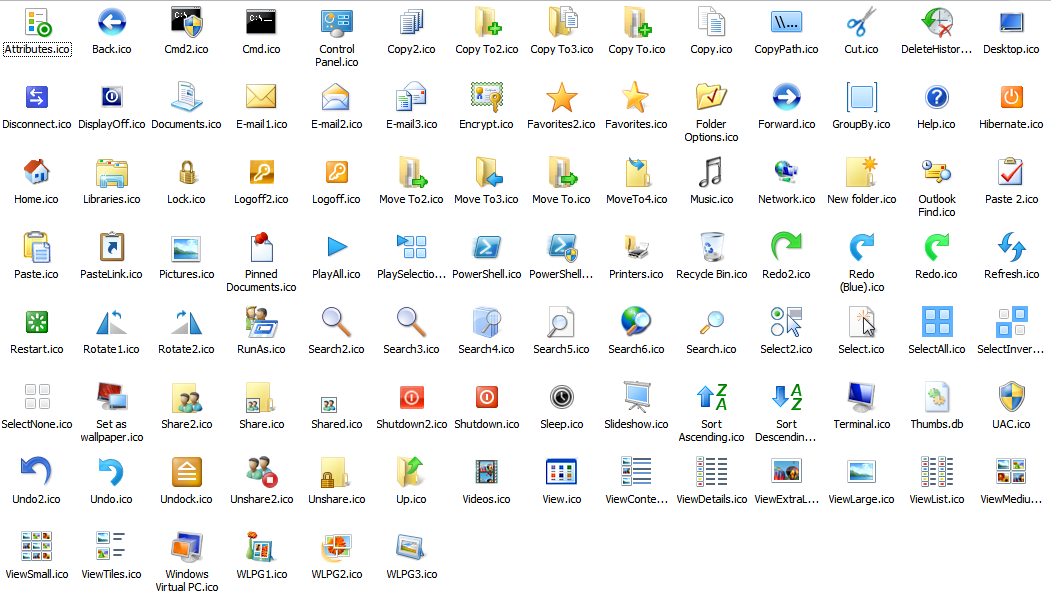 Attributes.ico
Back.ico
Cmd2.ico
Cmd.ico
Control
Panel.ico
Copy2.ico
Copy To2.ico
Copy To3.ico
Copy To.ico
Copy.ico
CopyPath.ico
Cut.ico
DeleteHistor...
Desktop.ico
Disconnect.ico
DisplayOff.ico
Documents.ico
E-mail1.ico
E-mail2.ico
E-mail3.ico
Encrypt.ico
Favorites2.ico
Favorites.ico
Folder
Options.ico
Forward.ico
GroupBy.ico
Help.ico
Hibernate.ico
Home.ico
Libraries.ico
Lock.ico
Logoff2.ico
Logoff.ico
Move To2.ico
Move To3.ico
Move To.ico
MoveTo4.ico
Music.ico
Network.ico
New folder.ico
Outlook
Find.ico
Paste 2.ico
Paste.ico
PasteLink.ico
Pictures.ico
Pinned
Documents.ico
PlayAll.ico
PlaySelectio...
PowerShell.ico
PowerShell...
Printers.ico
Recycle Bin.ico
Redo2.ico
Redo
(Blue).ico
Redo.ico
Refresh.ico
Restart.ico
Rotate1.ico
Rotate2.ico
RunAs.ico
Search2.ico
Search3.ico
Search4.ico
Search5.ico
Search6.ico
Search.ico
Select2.ico
Select.ico
SelectAll.ico
SelectInver...
SelectNone.ico
Set as
wallpaper.ico
Share2.ico
Share.ico
Shared.ico
Shutdown2.ico
Shutdown.ico
Sleep.ico
Slideshow.ico
Sort
Ascending.ico
Sort
Descendin...
Terminal.ico
Thumbs.db
UAC.ico
Undo2.ico
Undo.ico
Undock.ico
Unshare2.ico
Unshare.ico
Up.ico
Videos.ico
View.ico
ViewConte...
ViewDetails.ico
ViewExtraL...
ViewLarge.ico
ViewList.ico
ViewMediu...
ViewSmall.ico
ViewTiles.ico
Windows
Virtual PC.ico
WLPG1.ico
WLPG2.ico
WLPG3.ico